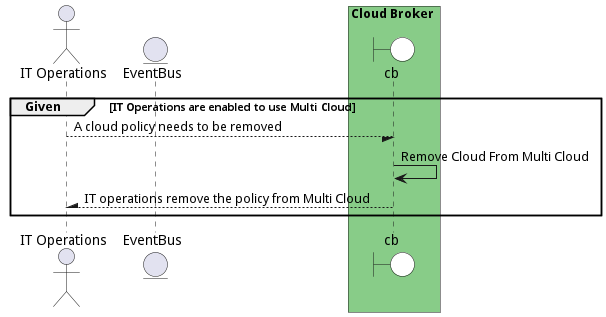 Cloud Broker
IT Operations
EventBus
cb
Given
[IT Operations are enabled to use Multi Cloud]
A cloud policy needs to be removed
Remove Cloud From Multi Cloud
IT operations remove the policy from Multi Cloud
IT Operations
EventBus
cb